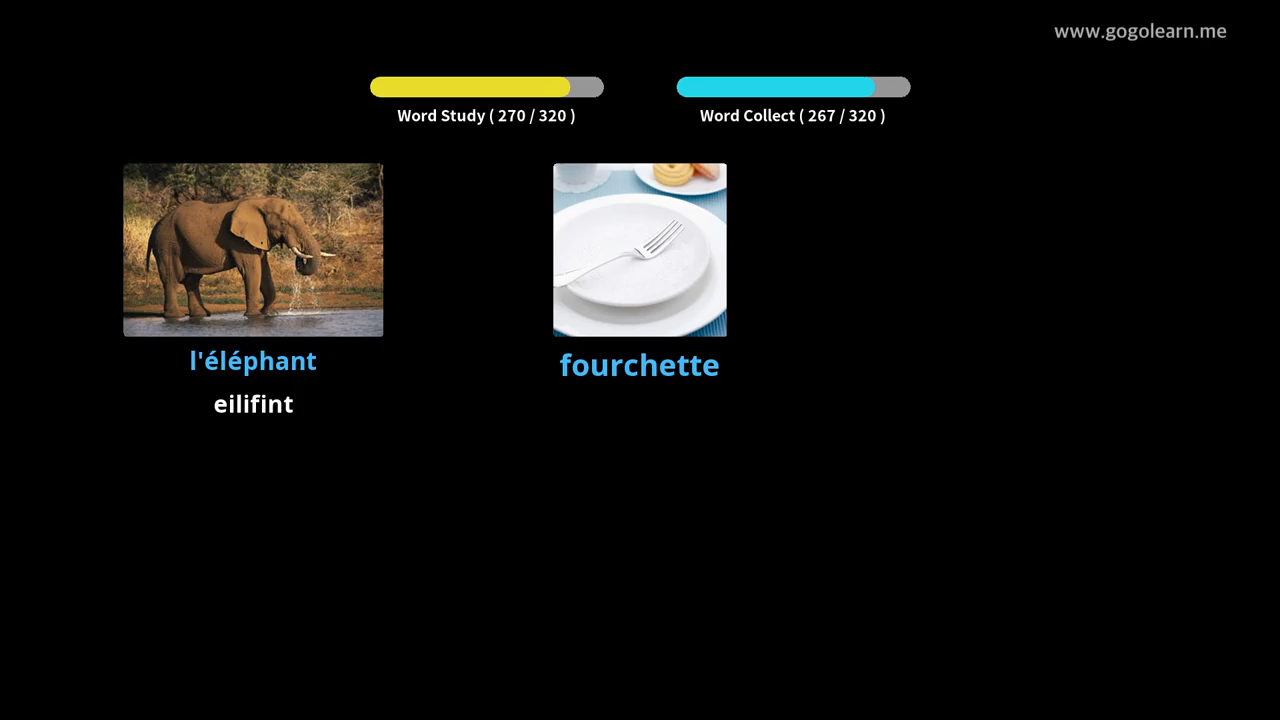 www.gogolearn.me
Word Study ( 270 / 320 )
Word Collect ( 267 / 320 )
l'éléphant
eilifint
fourchette